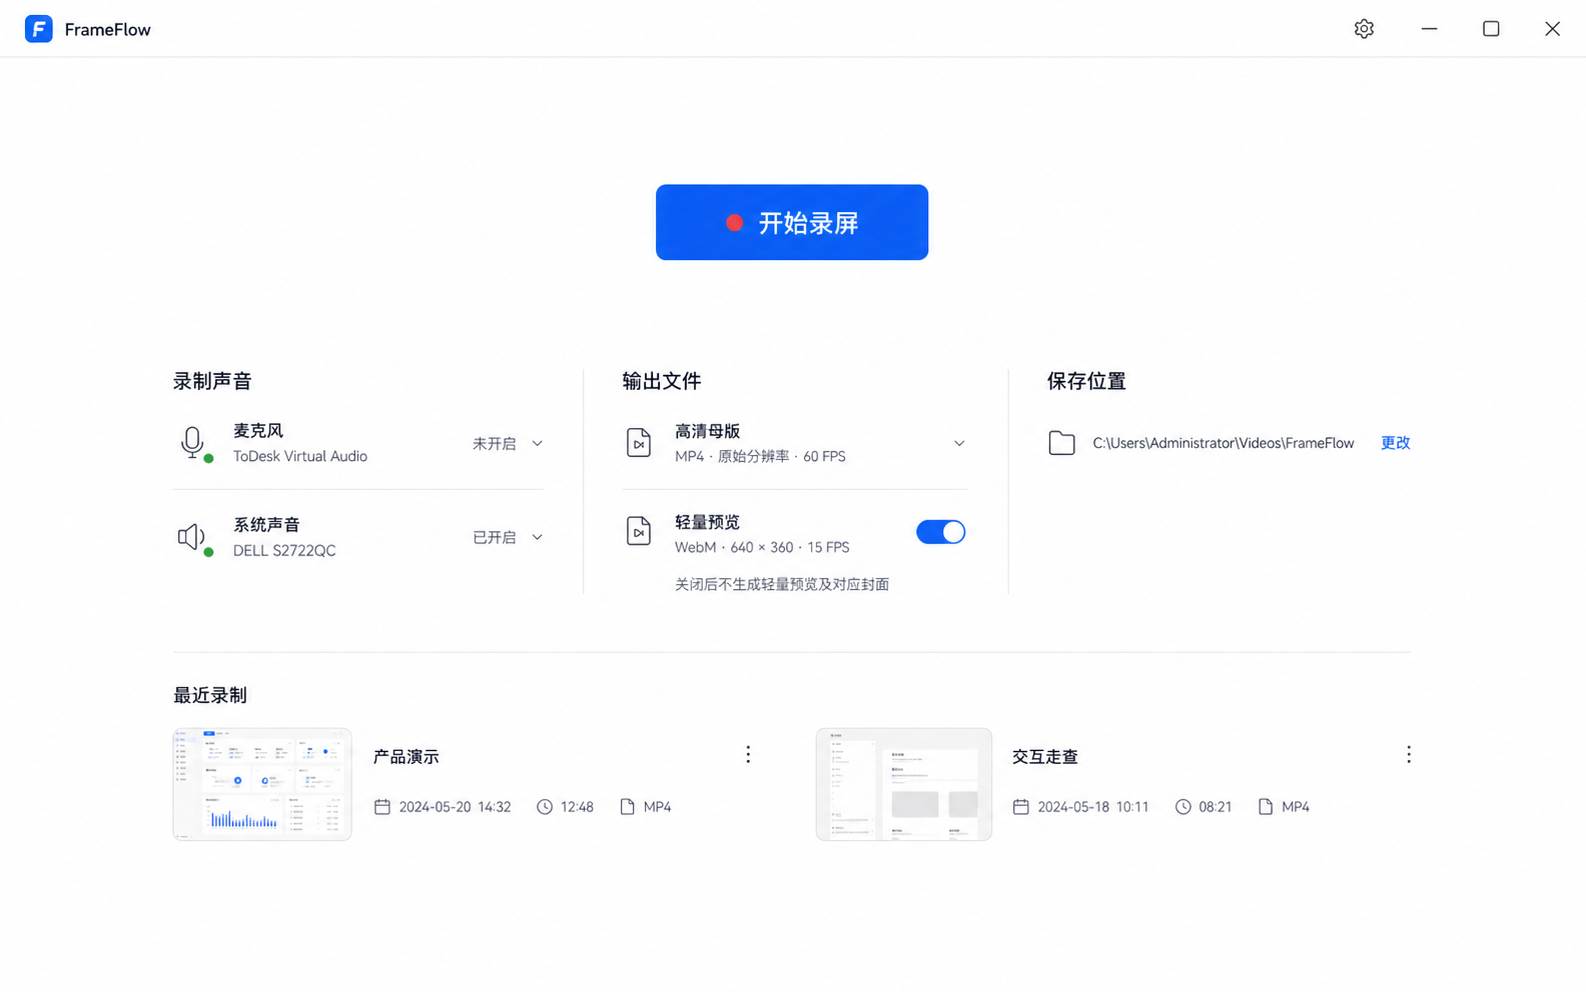 FrameFlow
开始录屏
录制声音
麦克风
ToDesk Virtual Audio
未开启
系统声音
DELL S2722QC
已开启
输出文件
高清母版
MP4 · 原始分辨率 · 60 FPS
轻量预览
WebM · 640 × 360 · 15 FPS
关闭后不生成轻量预览及对应封面
保存位置
C:\Users\Administrator\Videos\FrameFlow
更改
最近录制
产品演示
2024-05-20 14:32 12:48 MP4
交互走查
2024-05-18 10:11 08:21 MP4